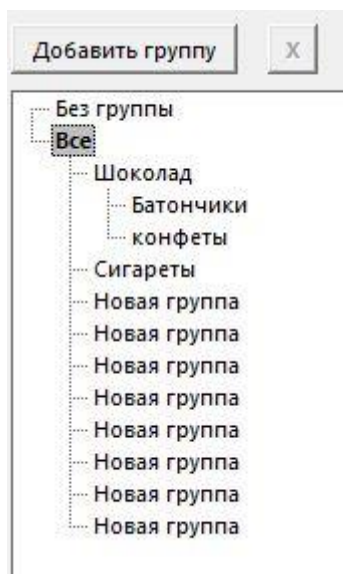 Добавить группу X
Без группы
Все
Шоколад
Батончики
конфеты
Сигареты
Новая группа
Новая группа
Новая группа
Новая группа
Новая группа
Новая группа
Новая группа
Новая группа